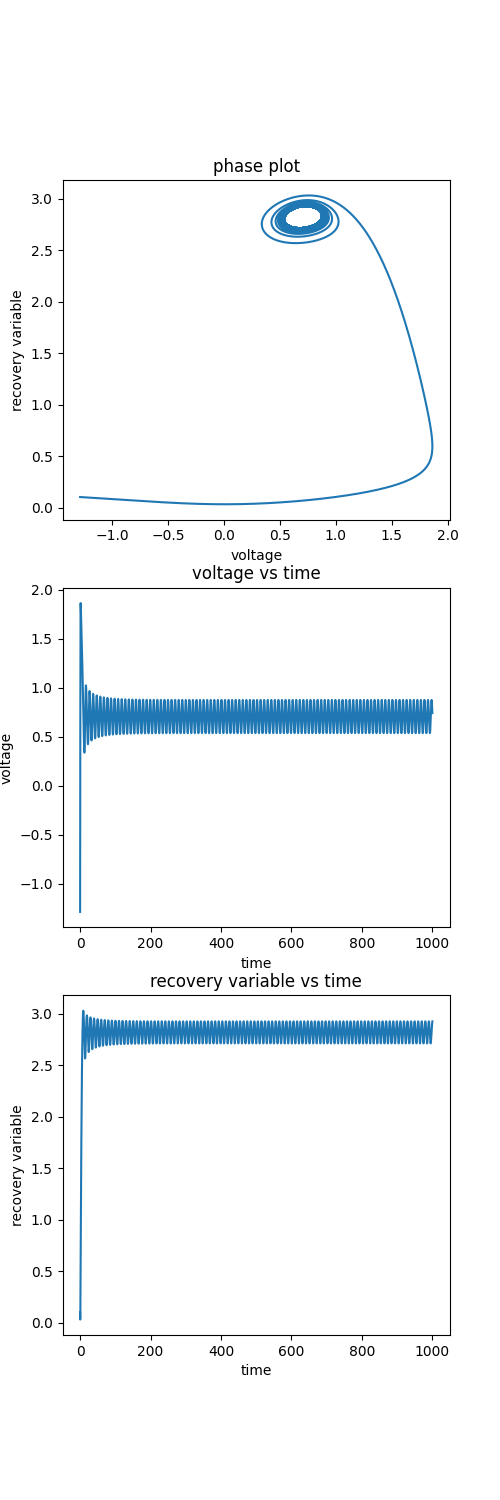 phase plot
3.0
2.5
2.0
1.5
1.0
0.5
0.0
recovery variable
−1.0 −0.5 0.0 0.5 1.0 1.5 2.0
voltage
voltage vs time
2.0
1.5
1.0
0.5
0.0
−0.5
−1.0
voltage
0 200 400 600 800 1000
time
recovery variable vs time
3.0
2.5
2.0
1.5
1.0
0.5
0.0
recovery variable
0 200 400 600 800 1000
time